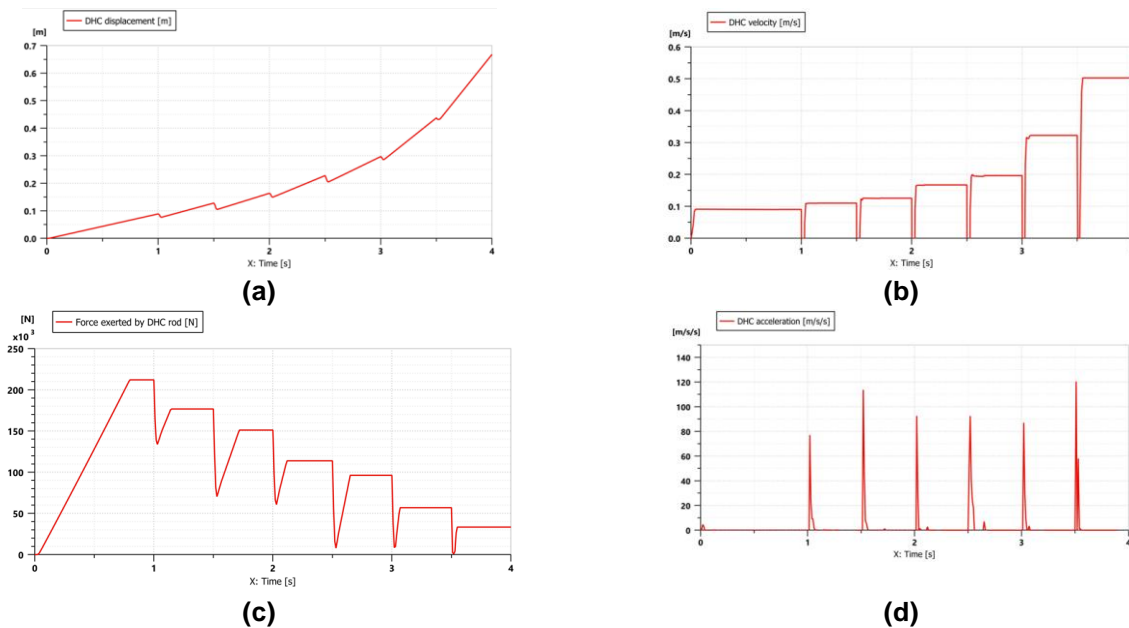 DHC displacement [m]
[m]
0.7
0.6
0.5
0.4
0.3
0.2
0.1
0.0
0 1 2 3 4
X: Time [s]
(a)
DHC velocity [m/s]
[m/s]
0.6
0.5
0.4
0.3
0.2
0.1
0.0
0 1 2 3 4
X: Time [s]
(b)
[N]
x10³
Force exerted by DHC rod [N]
250
200
150
100
50
0
0 1 2 3 4
X: Time [s]
(c)
DHC acceleration [m/s/s]
[m/s/s]
140
120
100
80
60
40
20
0
0 1 2 3 4
X: Time [s]
(d)